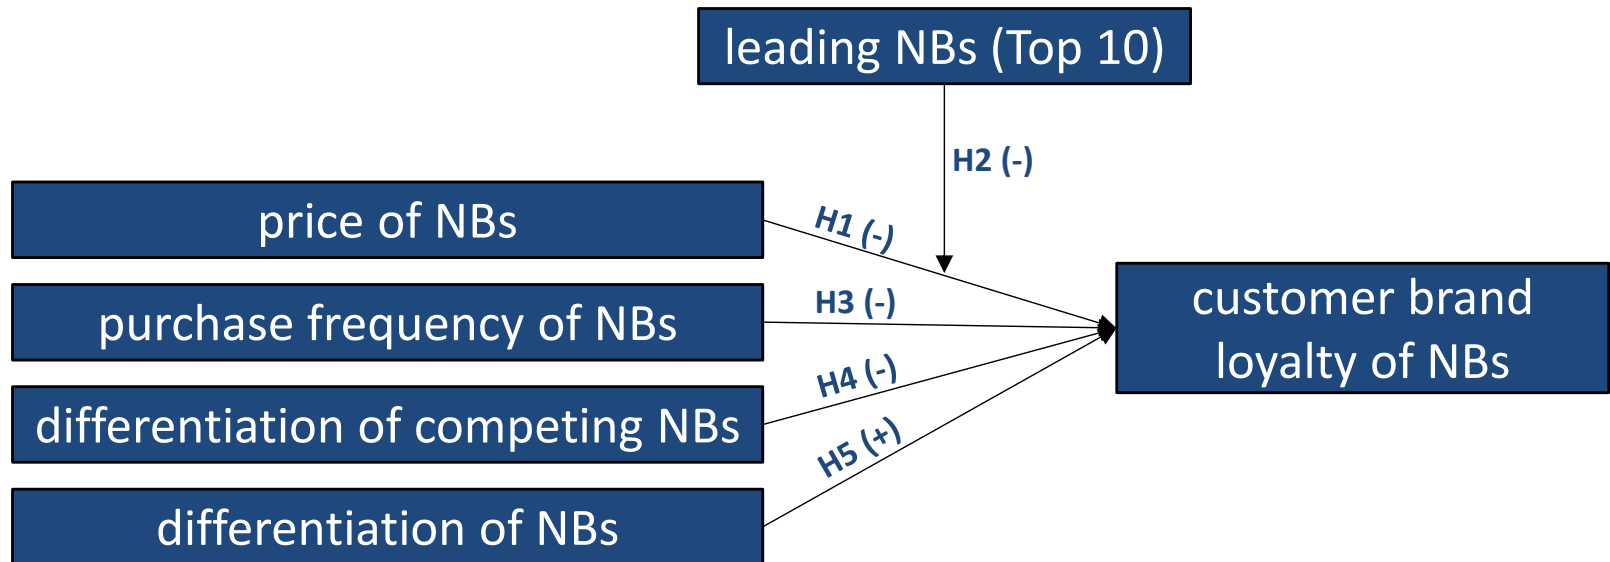 leading NBs (Top 10)
H2 (-)
price of NBs
H1 (-)
purchase frequency of NBs
H3 (-)
customer brand
loyalty of NBs
differentiation of competing NBs
H4 (-)
differentiation of NBs
H5 (+)